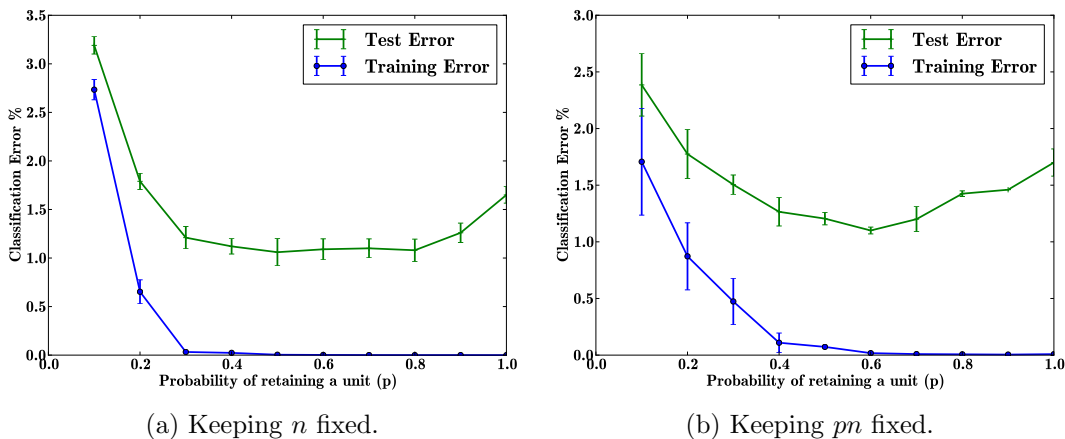 3.5
3.0
2.5
2.0
1.5
1.0
0.5
0.0
0.0 0.2 0.4 0.6 0.8 1.0
Classification Error %
Probability of retaining a unit (p)
Test Error
Training Error
(a) Keeping n fixed.
3.0
2.5
2.0
1.5
1.0
0.5
0.0
0.0 0.2 0.4 0.6 0.8 1.0
Classification Error %
Probability of retaining a unit (p)
Test Error
Training Error
(b) Keeping pn fixed.